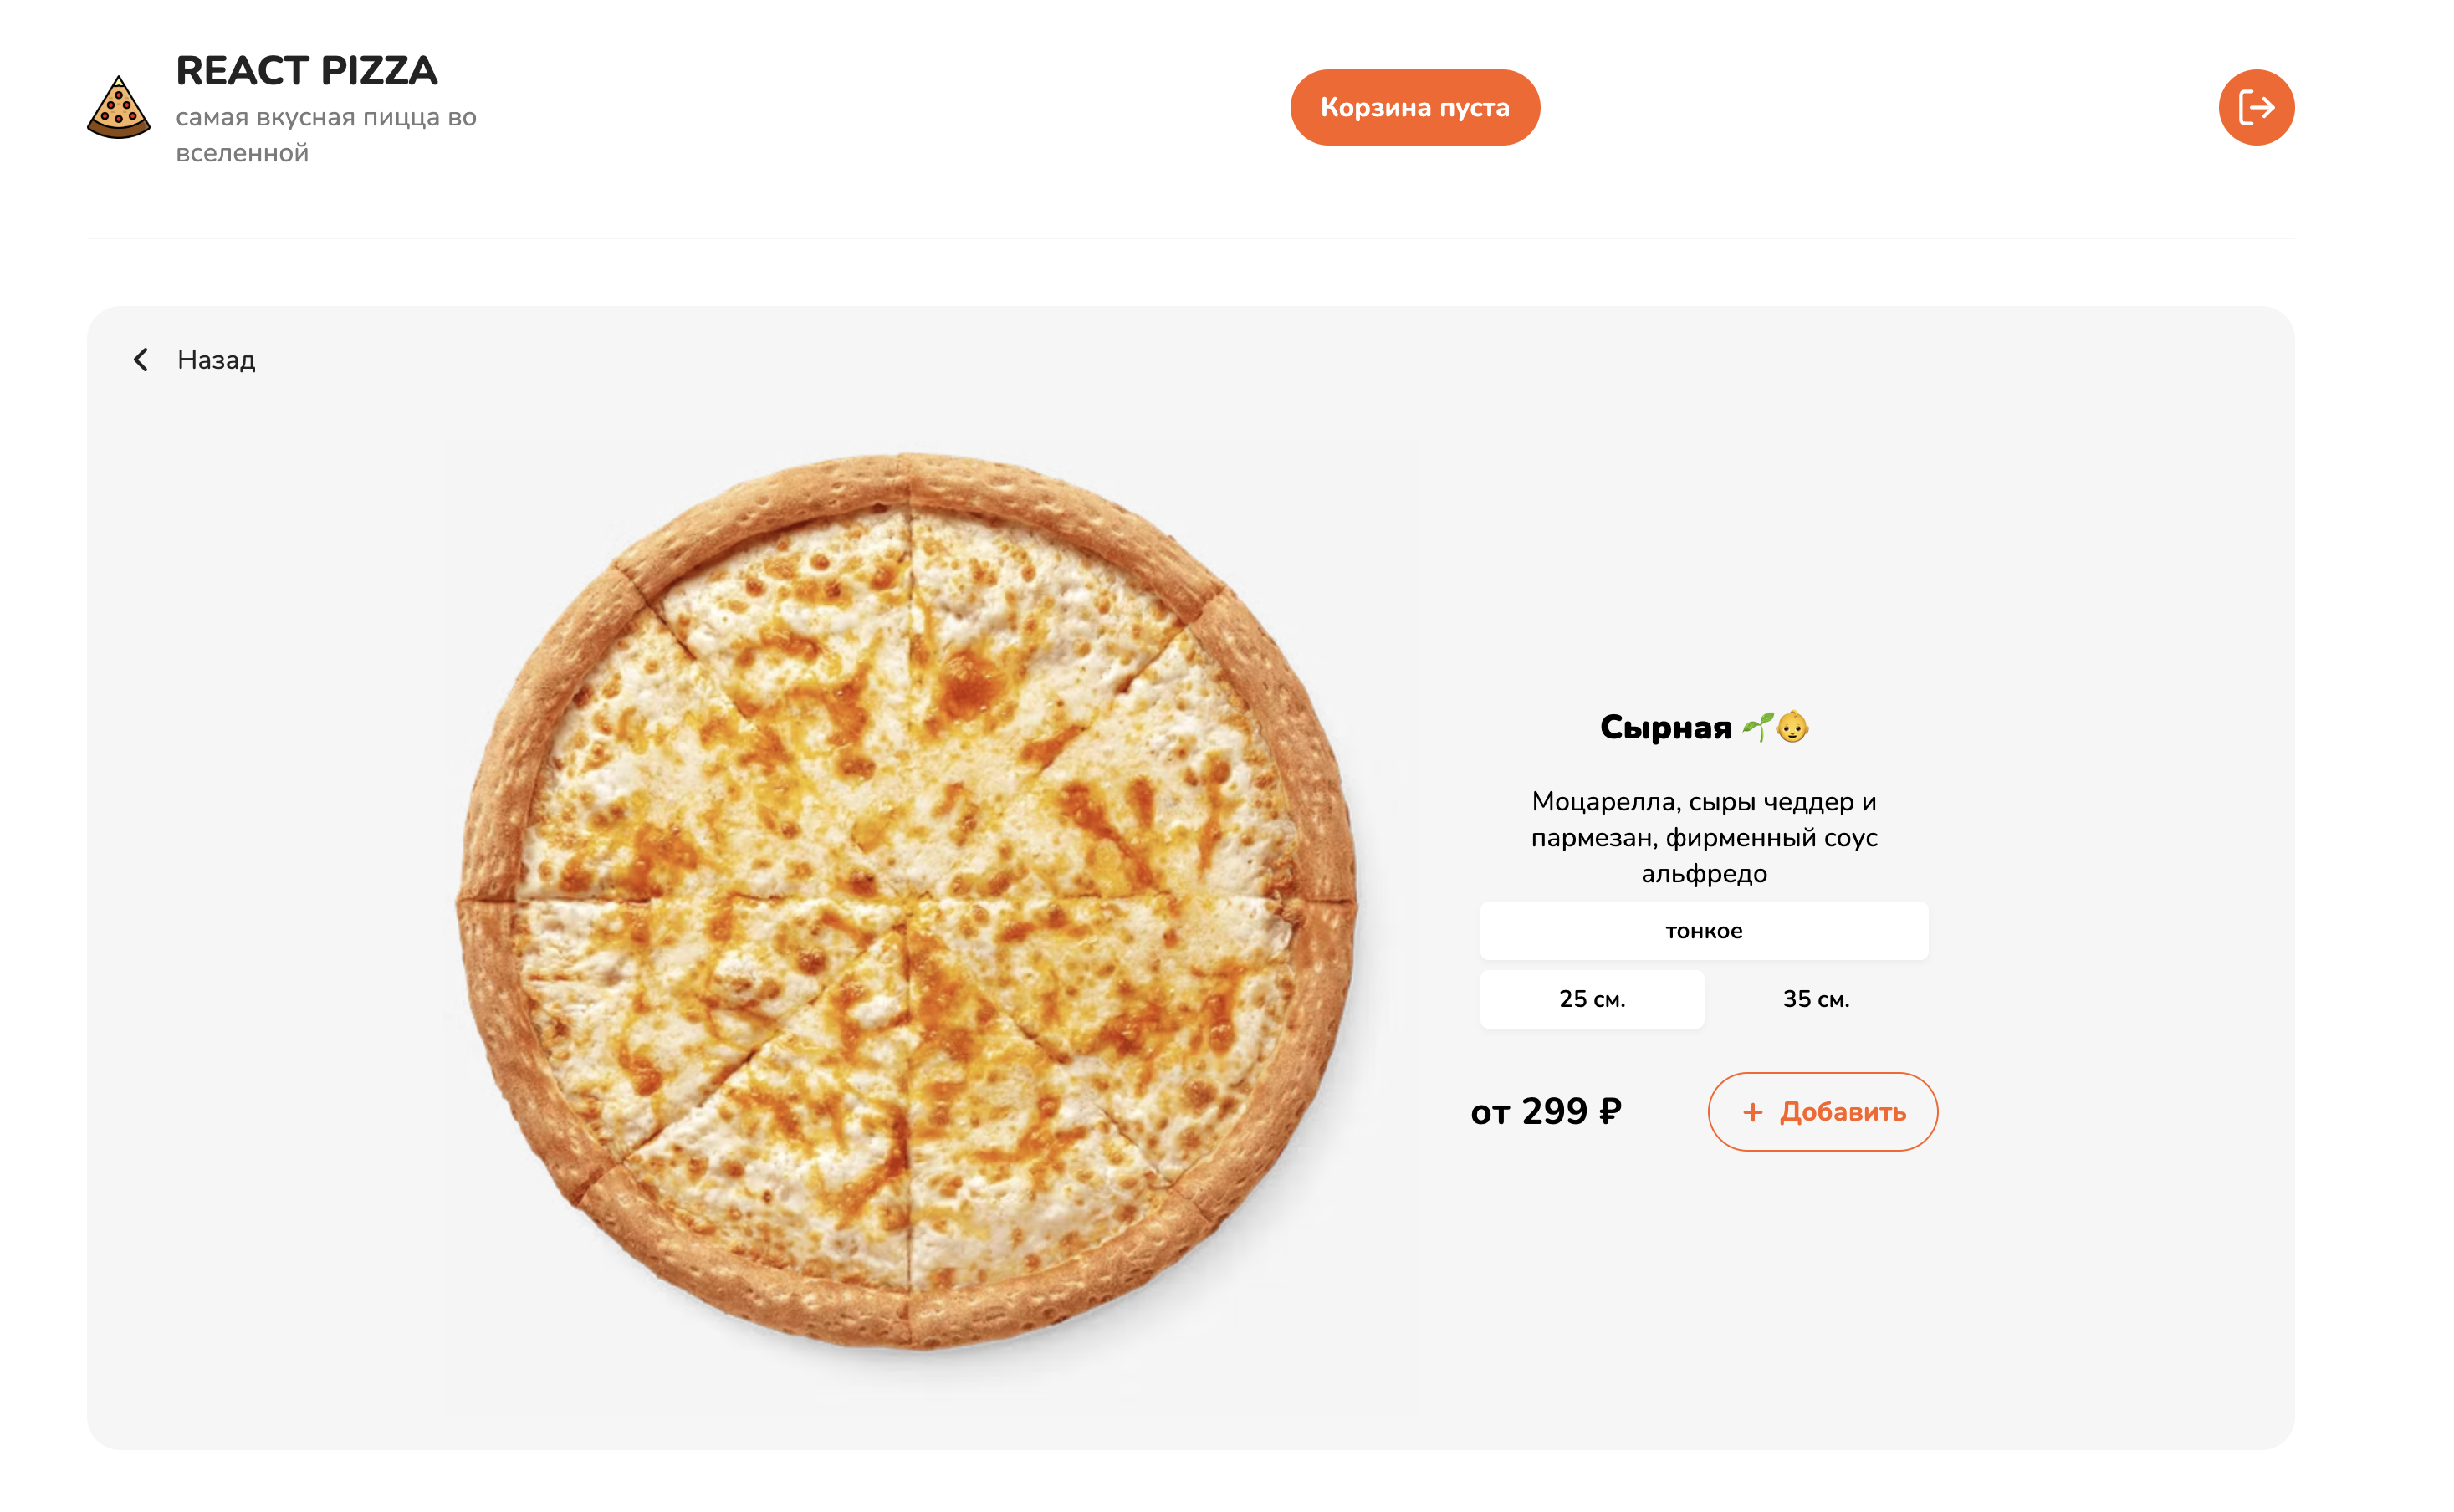 REACT PIZZA
самая вкусная пицца во
вселенной
Корзина пуста
Назад
Сырная 🌱👶
Моцарелла, сыры чеддер и
пармезан, фирменный соус
альфредо
тонкое
25 см.
35 см.
от 299 ₽
+ Добавить